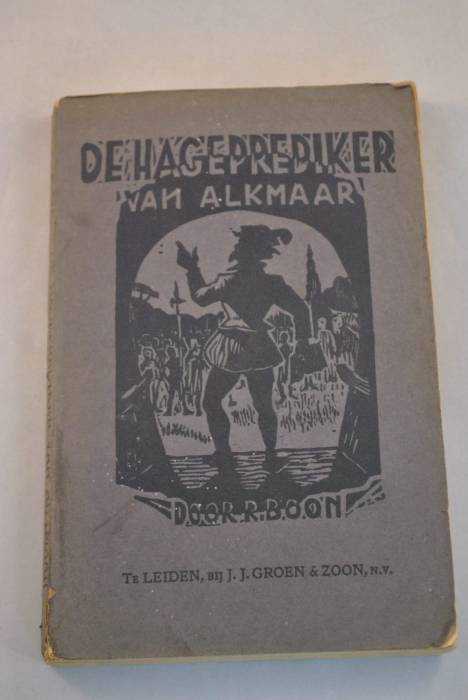 DE HAGEPREDIKER
VAN ALKMAAR
DOOR R. BOON
TE LEIDEN, BIJ J. J. GROEN & ZOON, N.V.